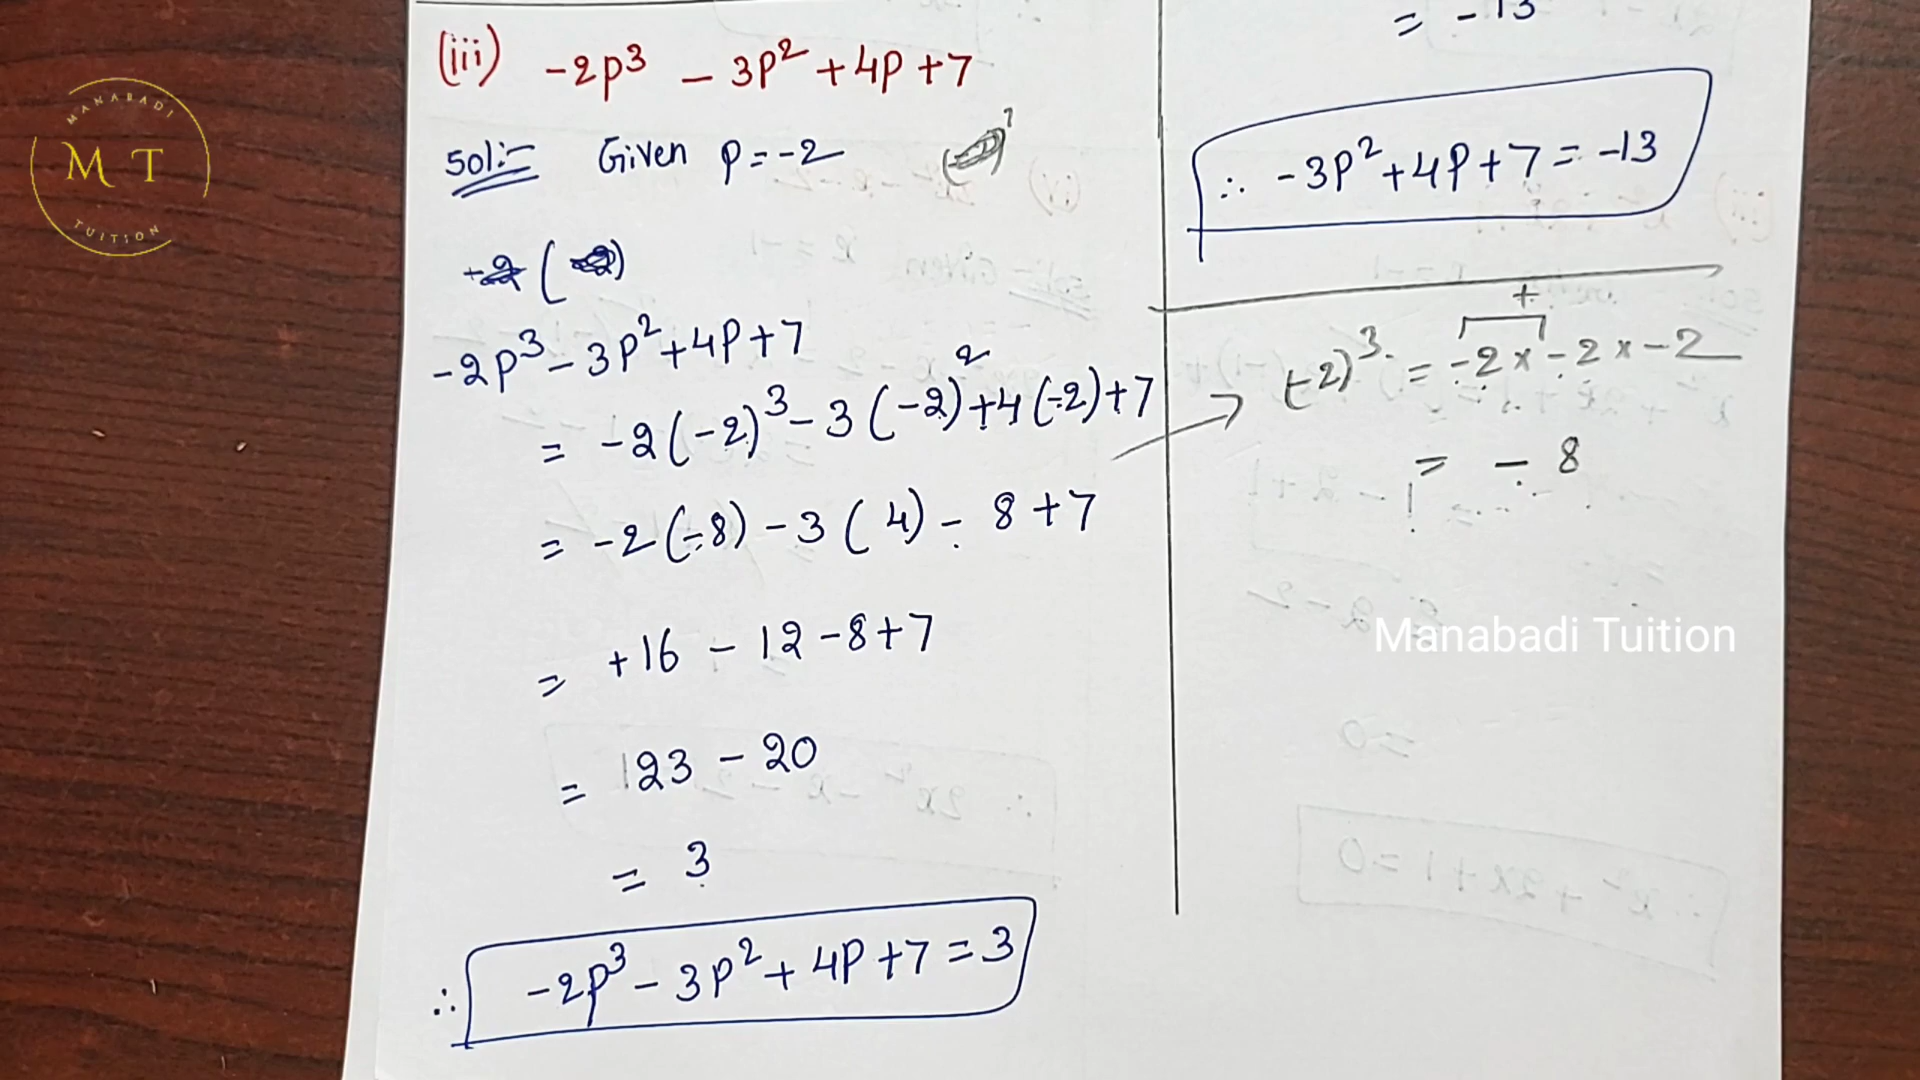 MANABADI
MT
TUITION
(iii) -2p³ - 3p² + 4p + 7
Sol:- Given p = -2
-2p³ - 3p² + 4p + 7
= -2(-2)³ - 3(-2)² + 4(-2) + 7
= -2(-8) - 3(4) - 8 + 7
= +16 - 12 - 8 + 7
= 23 - 20
= 3
∴ -2p³ - 3p² + 4p + 7 = 3
= -13
∴ -3p² + 4p + 7 = -13
+
(-2)³ = -2 x -2 x -2
= - 8
Manabadi Tuition